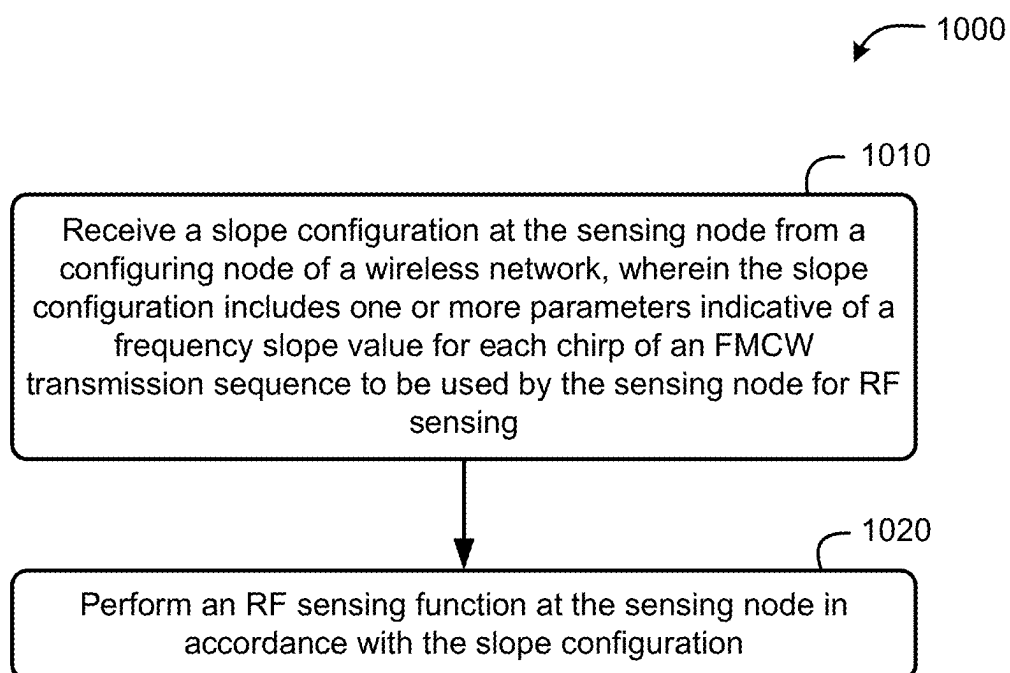 1000
1010
Receive a slope configuration at the sensing node from a
configuring node of a wireless network, wherein the slope
configuration includes one or more parameters indicative of a
frequency slope value for each chirp of an FMCW
transmission sequence to be used by the sensing node for RF
sensing
1020
Perform an RF sensing function at the sensing node in
accordance with the slope configuration